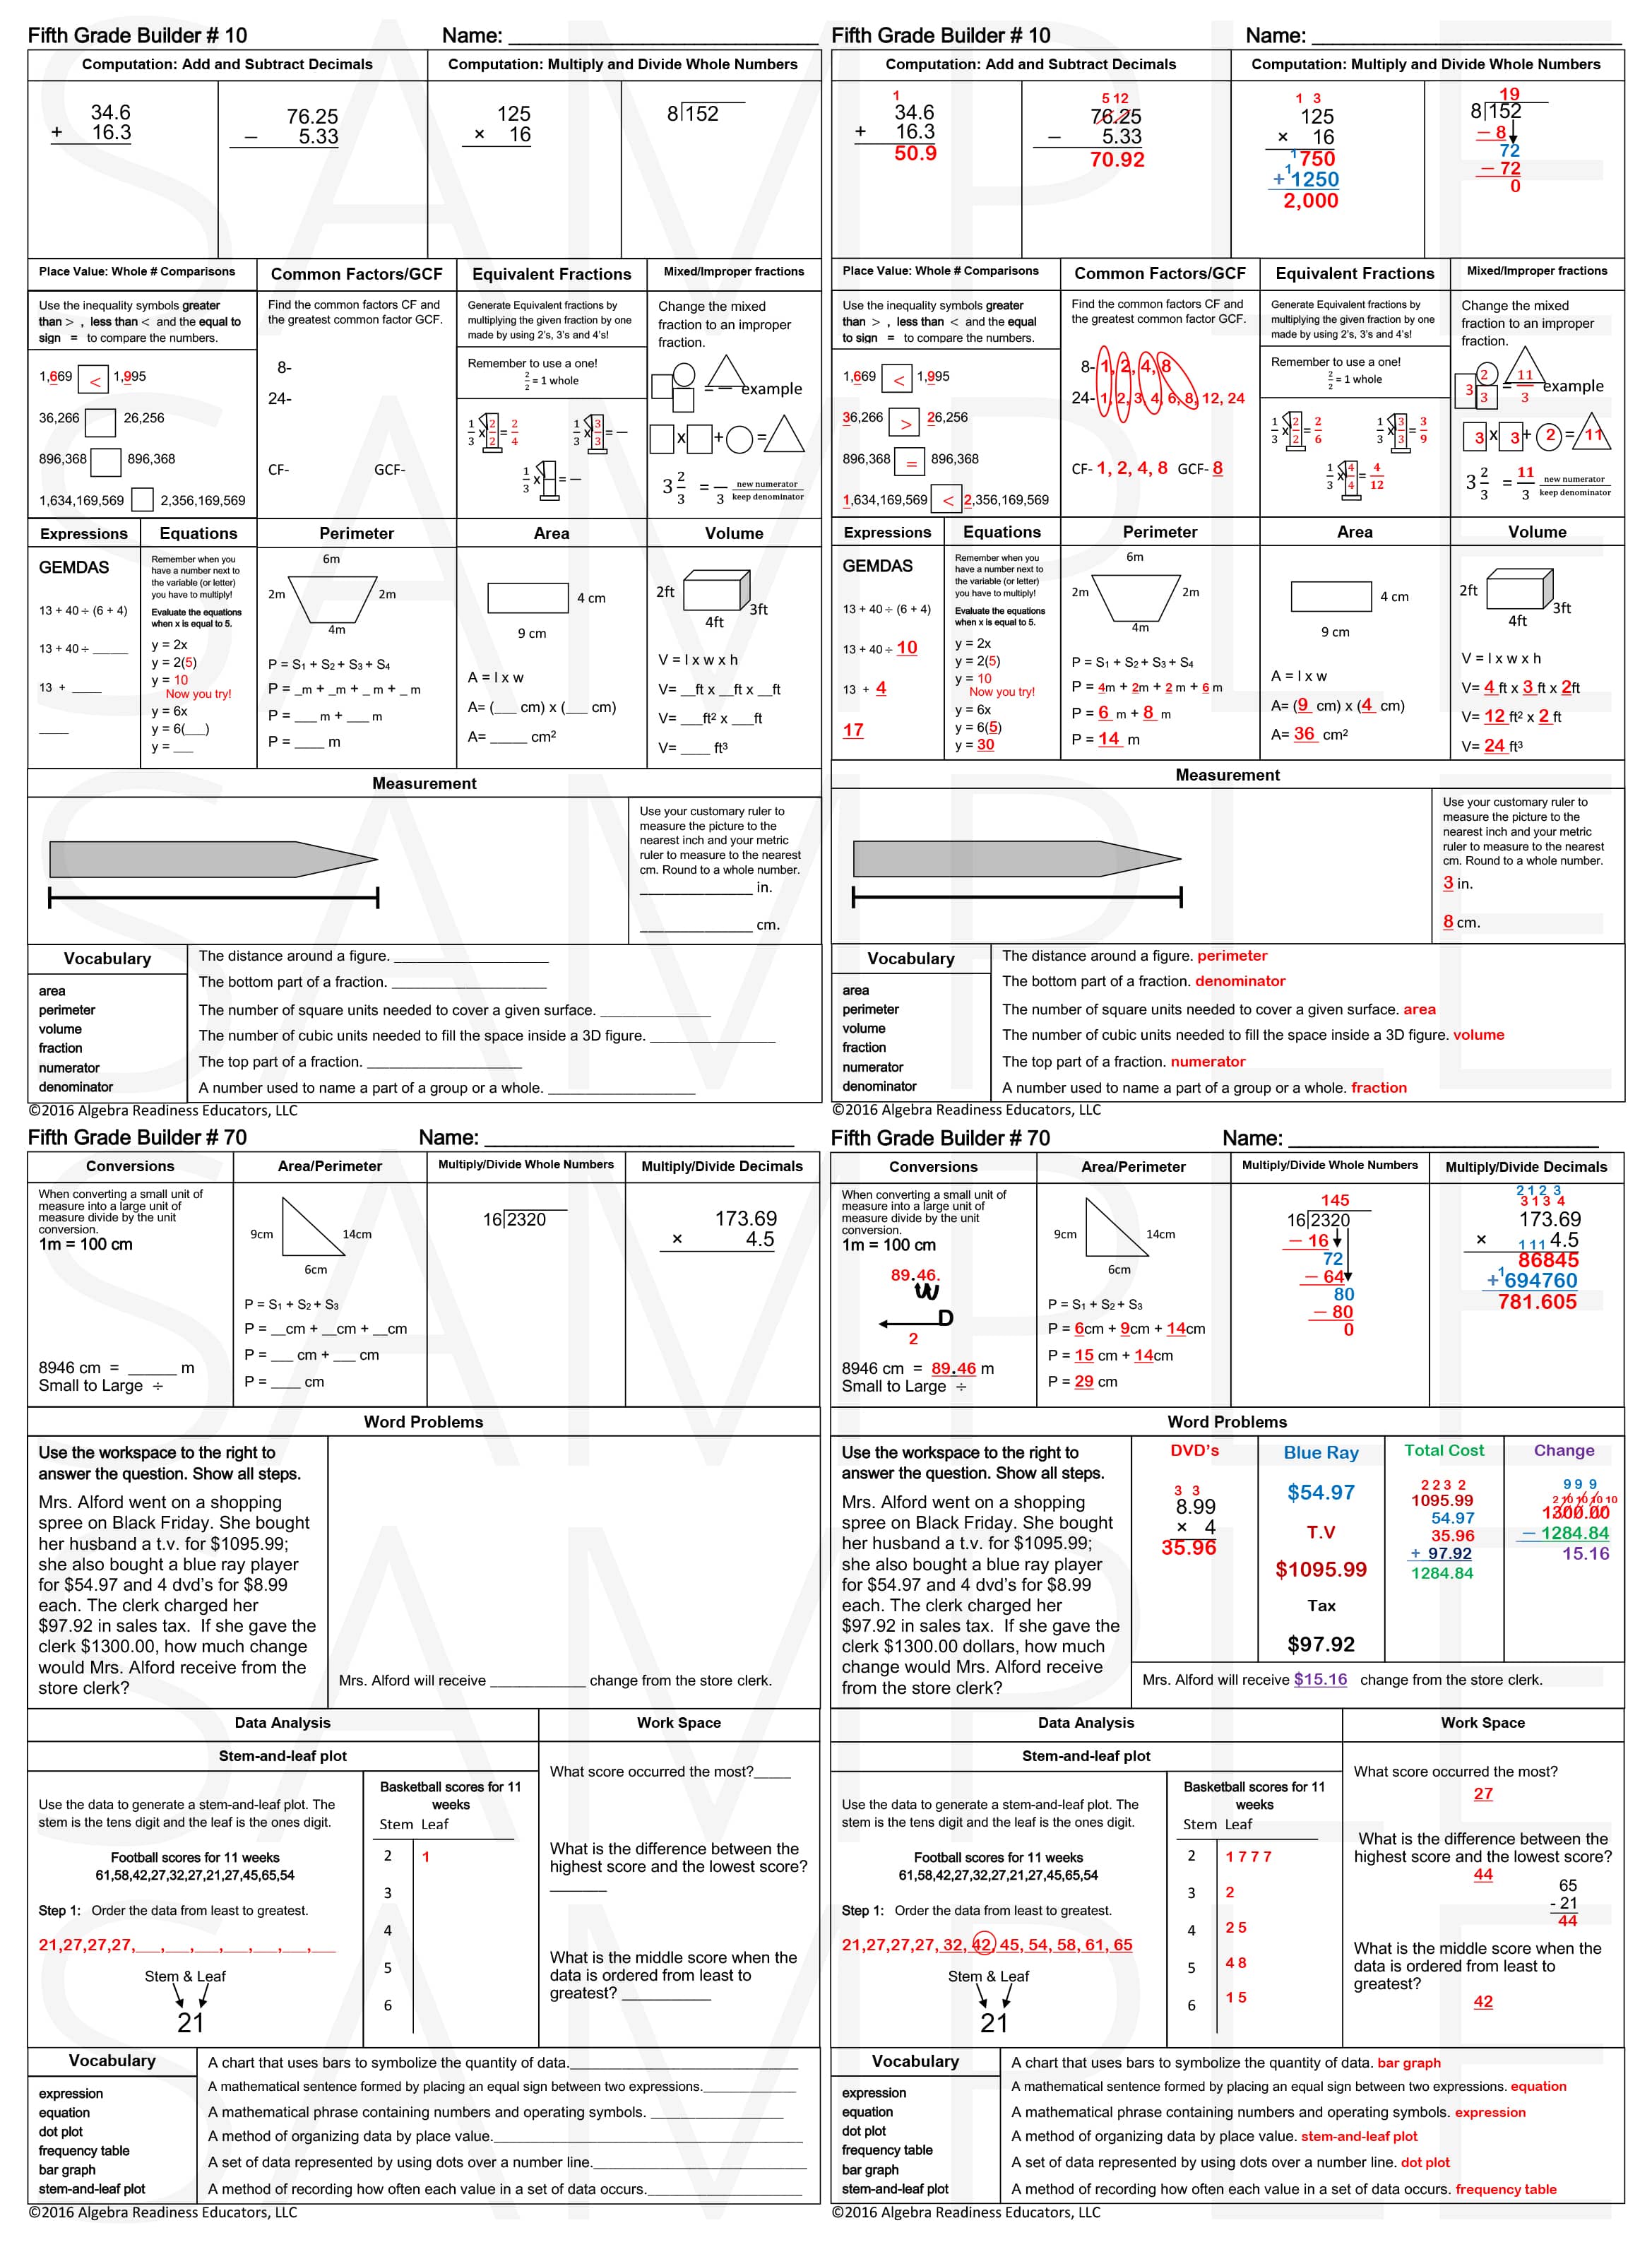 Fifth Grade Builder # 10 Name: ____________________
Computation: Add and Subtract Decimals Computation: Multiply and Divide Whole Numbers
34.6 76.25 125 8|152
+ 16.3 − 5.33 × 16
Place Value: Whole # Comparisons Common Factors/GCF Equivalent Fractions Mixed/Improper fractions
Use the inequality symbols greater
than > , less than < and the equal to
sign = to compare the numbers.
1,669 < 1,995
36,266 26,256
896,368 896,368
1,634,169,569 2,356,169,569
Find the common factors CF and
the greatest common factor GCF.
8-
24-
CF- GCF-
Generate Equivalent fractions by
multiplying the given fraction by one
made by using 2's, 3's and 4's!
Remember to use a one!
2/2 = 1 whole
1/3 x 2/2 = 2/4 1/3 x 3/3 = —
1/3 x = —
Change the mixed
fraction to an improper
fraction.
= example
x + =
3 2/3 = /3 new numerator
keep denominator
Expressions Equations Perimeter Area Volume
GEMDAS
13 + 40 ÷ (6 + 4)
13 + 40 ÷ _____
13 + ____
____
Remember when you
have a number next to
the variable (or letter)
you have to multiply!
Evaluate the equations
when x is equal to 5.
y = 2x
y = 2(5)
y = 10
Now you try!
y = 6x
y = 6(__)
y = ___
6m
2m 2m
4m
P = S1 + S2 + S3 + S4
P = _m + _m + _ m + _ m
P = ___ m + ___ m
P = ____ m
4 cm
9 cm
A = l x w
A= (___ cm) x (___ cm)
A= _____ cm²
2ft
3ft
4ft
V = l x w x h
V= __ft x __ft x __ft
V= ___ft² x ___ft
V= ____ ft³
Measurement
Use your customary ruler to
measure the picture to the
nearest inch and your metric
ruler to measure to the nearest
cm. Round to a whole number.
______________ in.
______________ cm.
Vocabulary
area
perimeter
volume
fraction
numerator
denominator
The distance around a figure. ____________________
The bottom part of a fraction. ____________________
The number of square units needed to cover a given surface. ______________
The number of cubic units needed to fill the space inside a 3D figure. ________________
The top part of a fraction. ____________________
A number used to name a part of a group or a whole. ___________________
©2016 Algebra Readiness Educators, LLC
Fifth Grade Builder # 10 Name: ____________________
Computation: Add and Subtract Decimals Computation: Multiply and Divide Whole Numbers
1
34.6
+ 16.3
50.9
5 12
76.25
− 5.33
70.92
1 3
125
× 16
1750
+11250
2,000
19
8|152
− 8
72
− 72
0
Place Value: Whole # Comparisons Common Factors/GCF Equivalent Fractions Mixed/Improper fractions
Use the inequality symbols greater
than > , less than < and the equal
to sign = to compare the numbers.
1,669 < 1,995
36,266 > 26,256
896,368 = 896,368
1,634,169,569 < 2,356,169,569
Find the common factors CF and
the greatest common factor GCF.
8- 1, 2, 4, 8
24- 1, 2, 3, 4, 6, 8, 12, 24
CF- 1, 2, 4, 8 GCF- 8
Generate Equivalent fractions by
multiplying the given fraction by one
made by using 2's, 3's and 4's!
Remember to use a one!
2/2 = 1 whole
1/3 x 2/2 = 2/6 1/3 x 3/3 = 3/9
1/3 x 4/4 = 4/12
Change the mixed
fraction to an improper
fraction.
3 2/3 = 11/3 example
3 x 3 + 2 = 11
3 2/3 = 11/3 new numerator
keep denominator
Expressions Equations Perimeter Area Volume
GEMDAS
13 + 40 ÷ (6 + 4)
13 + 40 ÷ 10
13 + 4
17
Remember when you
have a number next to
the variable (or letter)
you have to multiply!
Evaluate the equations
when x is equal to 5.
y = 2x
y = 2(5)
y = 10
Now you try!
y = 6x
y = 6(5)
y = 30
6m
2m 2m
4m
P = S1 + S2 + S3 + S4
P = 4m + 2m + 2 m + 6 m
P = 6 m + 8 m
P = 14 m
4 cm
9 cm
A = l x w
A= (9 cm) x (4 cm)
A= 36 cm²
2ft
3ft
4ft
V = l x w x h
V= 4 ft x 3 ft x 2ft
V= 12 ft² x 2 ft
V= 24 ft³
Measurement
Use your customary ruler to
measure the picture to the
nearest inch and your metric
ruler to measure to the nearest
cm. Round to a whole number.
3 in.
8 cm.
Vocabulary
area
perimeter
volume
fraction
numerator
denominator
The distance around a figure. perimeter
The bottom part of a fraction. denominator
The number of square units needed to cover a given surface. area
The number of cubic units needed to fill the space inside a 3D figure. volume
The top part of a fraction. numerator
A number used to name a part of a group or a whole. fraction
©2016 Algebra Readiness Educators, LLC
Fifth Grade Builder # 70 Name: ____________________
Conversions Area/Perimeter Multiply/Divide Whole Numbers Multiply/Divide Decimals
When converting a small unit of
measure into a large unit of
measure divide by the unit
conversion.
1m = 100 cm
8946 cm = ______ m
Small to Large ÷
9cm 14cm
6cm
P = S1 + S2 + S3
P = __cm + __cm + __cm
P = ___ cm + ___ cm
P = ____ cm
16|2320
173.69
× 4.5
Word Problems
Use the workspace to the right to
answer the question. Show all steps.
Mrs. Alford went on a shopping
spree on Black Friday. She bought
her husband a t.v. for $1095.99;
she also bought a blue ray player
for $54.97 and 4 dvd's for $8.99
each. The clerk charged her
$97.92 in sales tax. If she gave the
clerk $1300.00, how much change
would Mrs. Alford receive from the
store clerk?
Mrs. Alford will receive ____________ change from the store clerk.
Data Analysis Work Space
Stem-and-leaf plot
Use the data to generate a stem-and-leaf plot. The
stem is the tens digit and the leaf is the ones digit.
Football scores for 11 weeks
61,58,42,27,32,27,21,27,45,65,54
Step 1: Order the data from least to greatest.
21,27,27,27,___,___,___,___,___,___,___
Stem & Leaf
21
Basketball scores for 11
weeks
Stem Leaf
2 1
3
4
5
6
What score occurred the most?_____
What is the difference between the
highest score and the lowest score?
_______
What is the middle score when the
data is ordered from least to
greatest? ___________
Vocabulary
expression
equation
dot plot
frequency table
bar graph
stem-and-leaf plot
A chart that uses bars to symbolize the quantity of data.____________________
A mathematical sentence formed by placing an equal sign between two expressions.____________
A mathematical phrase containing numbers and operating symbols. ________________
A method of organizing data by place value.____________________
A set of data represented by using dots over a number line.____________________
A method of recording how often each value in a set of data occurs.____________________
©2016 Algebra Readiness Educators, LLC
Fifth Grade Builder # 70 Name: ____________________
Conversions Area/Perimeter Multiply/Divide Whole Numbers Multiply/Divide Decimals
When converting a small unit of
measure into a large unit of
measure divide by the unit
conversion.
1m = 100 cm
89.46.
D
2
8946 cm = 89.46 m
Small to Large ÷
9cm 14cm
6cm
P = S1 + S2 + S3
P = 6cm + 9cm + 14cm
P = 15 cm + 14cm
P = 29 cm
145
16|2320
− 16
72
− 64
80
− 80
0
2 1 2 3
3 1 3 4
173.69
× 1 1 1 4.5
86845
+1694760
781.605
Word Problems
Use the workspace to the right to
answer the question. Show all steps.
Mrs. Alford went on a shopping
spree on Black Friday. She bought
her husband a t.v. for $1095.99;
she also bought a blue ray player
for $54.97 and 4 dvd's for $8.99
each. The clerk charged her
$97.92 in sales tax. If she gave the
clerk $1300.00 dollars, how much
change would Mrs. Alford receive
from the store clerk?
DVD's
3 3
8.99
× 4
35.96
Blue Ray
$54.97
T.V
$1095.99
Tax
$97.92
Total Cost
2 2 3 2
1095.99
54.97
35.96
+ 97.92
1284.84
Change
9 9 9
2 10 10 10 10
1300.00
− 1284.84
15.16
Mrs. Alford will receive $15.16 change from the store clerk.
Data Analysis Work Space
Stem-and-leaf plot
Use the data to generate a stem-and-leaf plot. The
stem is the tens digit and the leaf is the ones digit.
Football scores for 11 weeks
61,58,42,27,32,27,21,27,45,65,54
Step 1: Order the data from least to greatest.
21,27,27,27, 32, 42, 45, 54, 58, 61, 65
Stem & Leaf
21
Basketball scores for 11
weeks
Stem Leaf
2 1 7 7 7
3 2
4 2 5
5 4 8
6 1 5
What score occurred the most?
27
What is the difference between the
highest score and the lowest score?
44
65
- 21
44
What is the middle score when the
data is ordered from least to
greatest?
42
Vocabulary
expression
equation
dot plot
frequency table
bar graph
stem-and-leaf plot
A chart that uses bars to symbolize the quantity of data. bar graph
A mathematical sentence formed by placing an equal sign between two expressions. equation
A mathematical phrase containing numbers and operating symbols. expression
A method of organizing data by place value. stem-and-leaf plot
A set of data represented by using dots over a number line. dot plot
A method of recording how often each value in a set of data occurs. frequency table
©2016 Algebra Readiness Educators, LLC
SAMPLE
SAMPLE